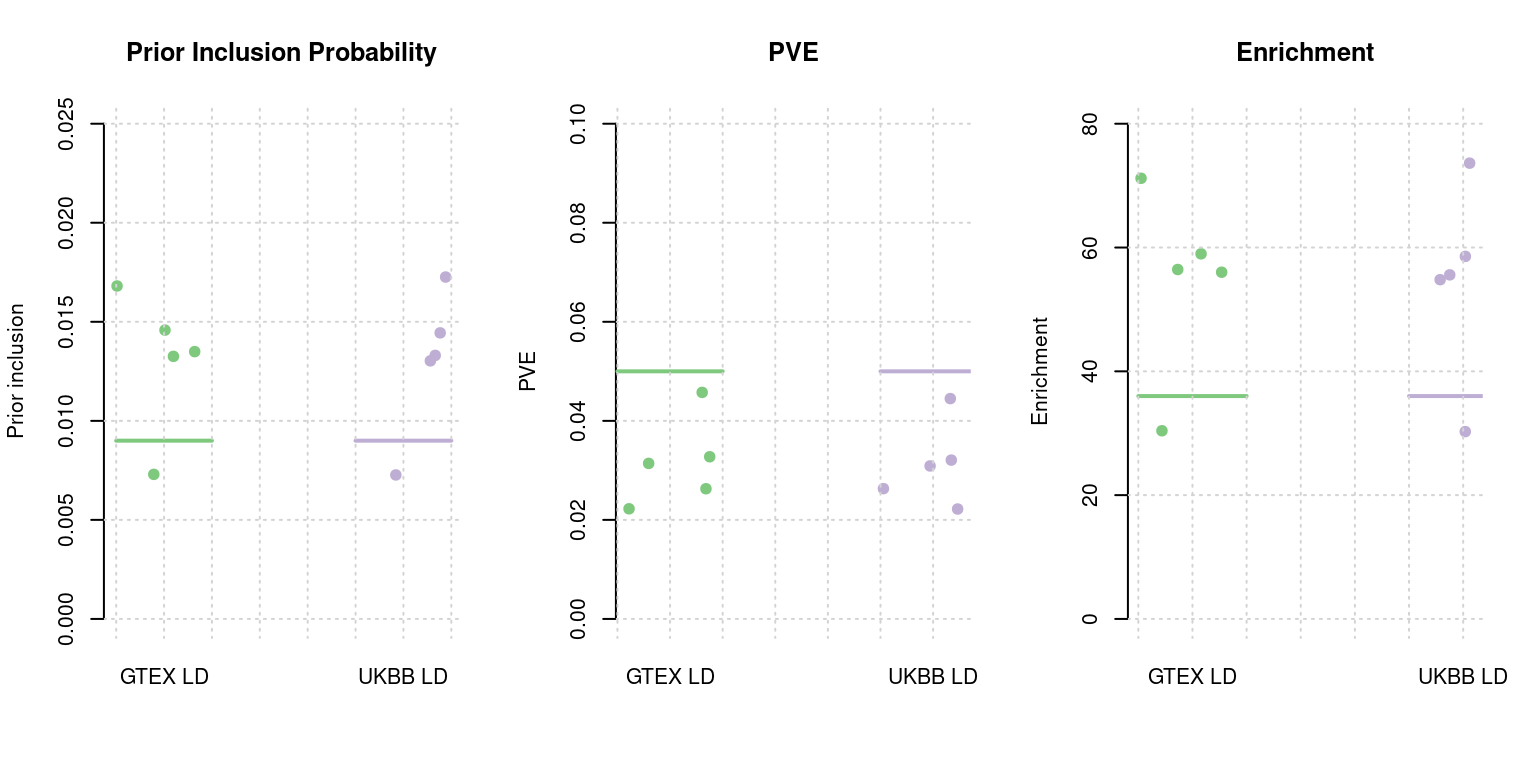 Prior Inclusion Probability
Prior inclusion
0.025
0.020
0.015
0.010
0.005
0.000
GTEX LD
UKBB LD
PVE
PVE
0.10
0.08
0.06
0.04
0.02
0.00
GTEX LD
UKBB LD
Enrichment
Enrichment
80
60
40
20
0
GTEX LD
UKBB LD